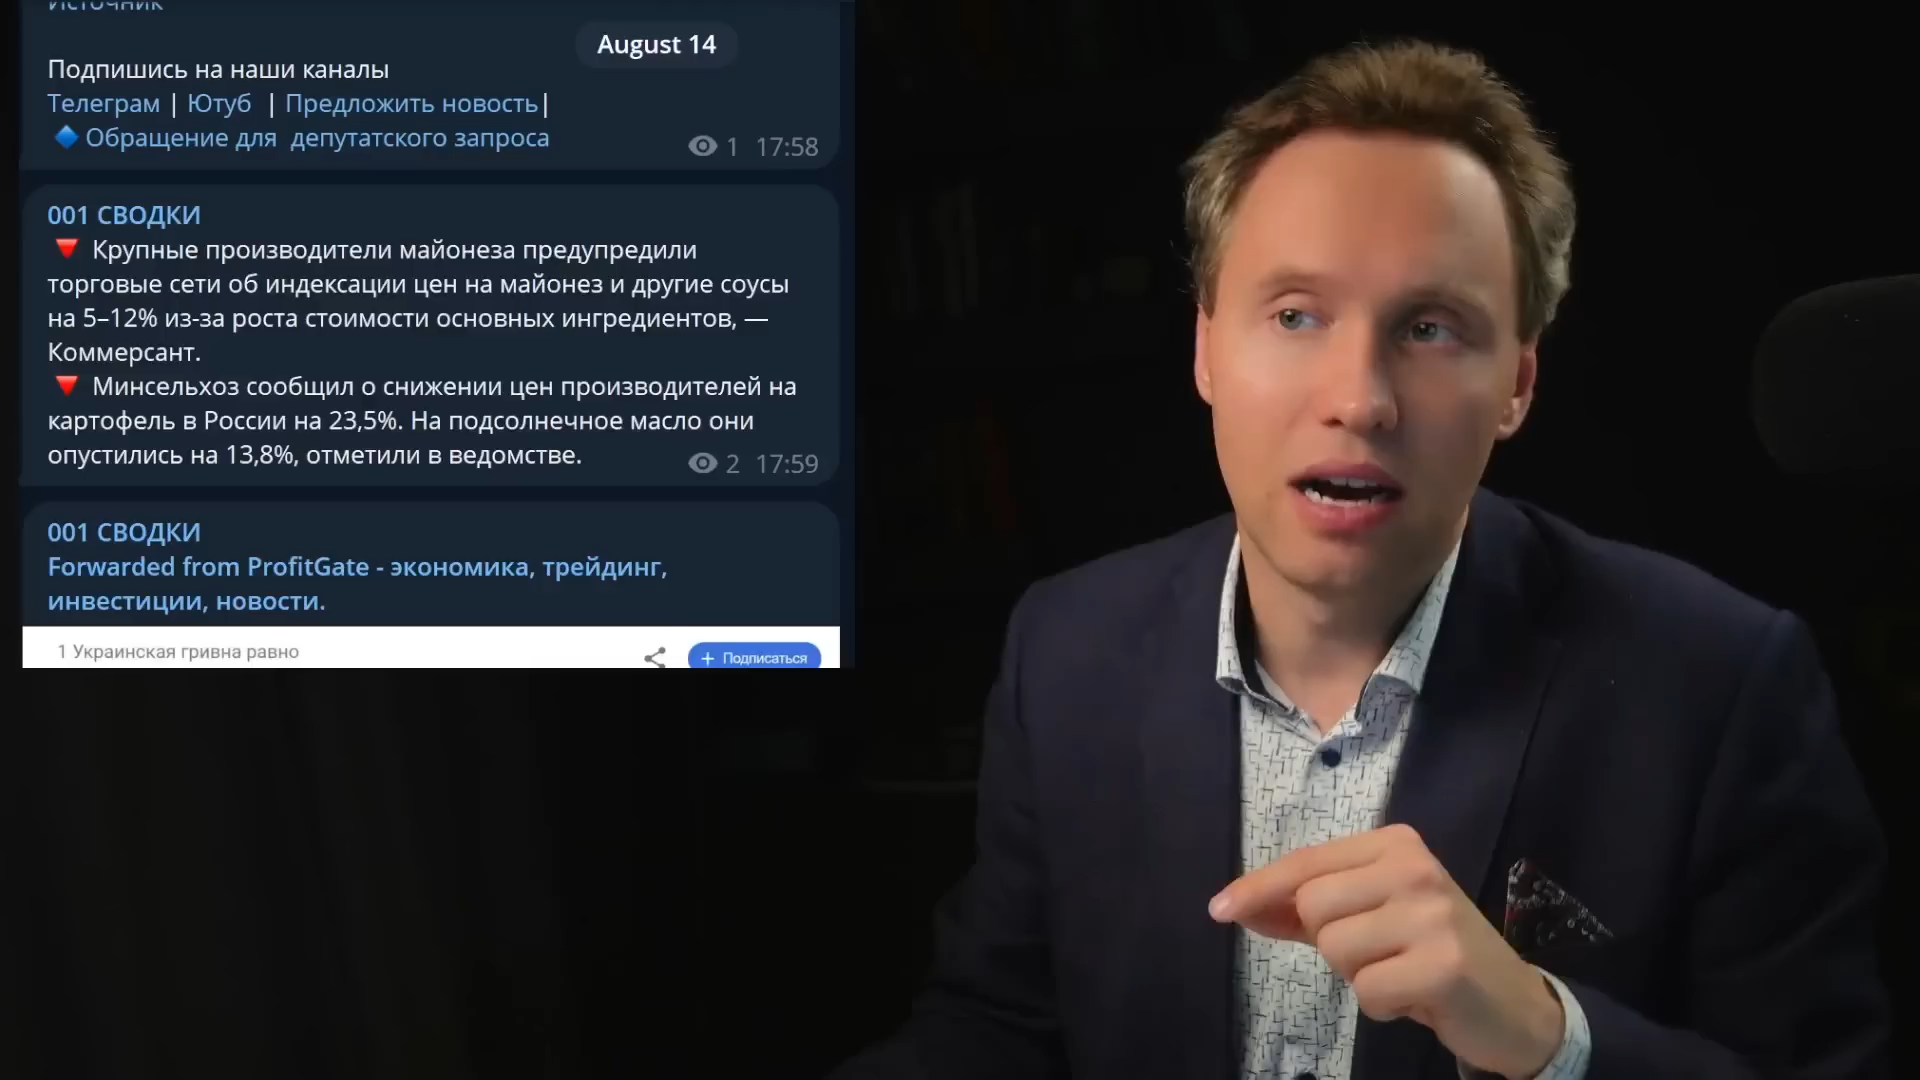 Источник
August 14
Подпишись на наши каналы
Телеграм | Ютуб | Предложить новость|
🔷 Обращение для депутатского запроса
1 17:58
001 СВОДКИ
🔻 Крупные производители майонеза предупредили
торговые сети об индексации цен на майонез и другие соусы
на 5–12% из-за роста стоимости основных ингредиентов, —
Коммерсант.
🔻 Минсельхоз сообщил о снижении цен производителей на
картофель в России на 23,5%. На подсолнечное масло они
опустились на 13,8%, отметили в ведомстве.
2 17:59
001 СВОДКИ
Forwarded from ProfitGate - экономика, трейдинг,
инвестиции, новости.
1 Украинская гривна равно
+ Подписаться